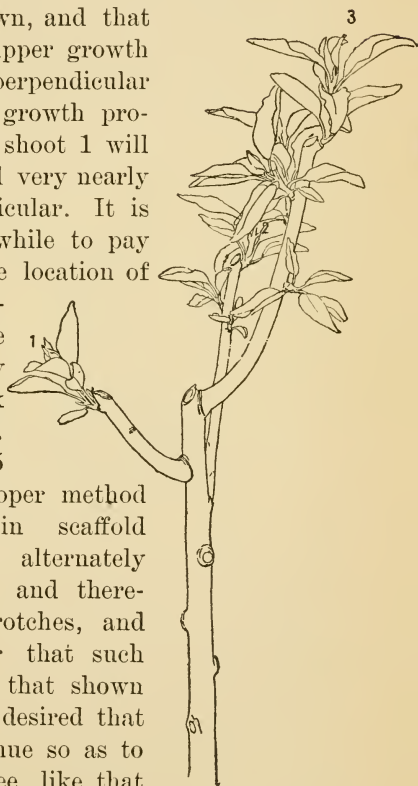 3
wn, and that
upper growth
perpendicular
growth pro-
shoot 1 will
l very nearly
icular. It is
while to pay
e location of
-
e
1
y
2
5
oper method
in scaffold
alternately
and there-
rotches, and
that such
that shown
desired that
nue so as to
ee, like that